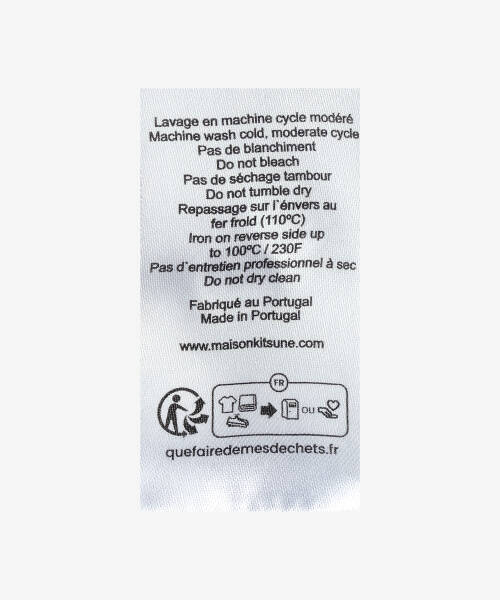 Lavage en machine cycle modéré
Machine wash cold, moderate cycle
Pas de blanchiment
Do not bleach
Pas de séchage tambour
Do not tumble dry
Repassage sur l'énvers au
fer froid (110ºC)
Iron on reverse side up
to 100ºC / 230F
Pas d'entretien professionnel à sec
Do not dry clean
Fabriqué au Portugal
Made in Portugal
www.maisonkitsune.com
FR
OU
quefairedemesdechets.fr